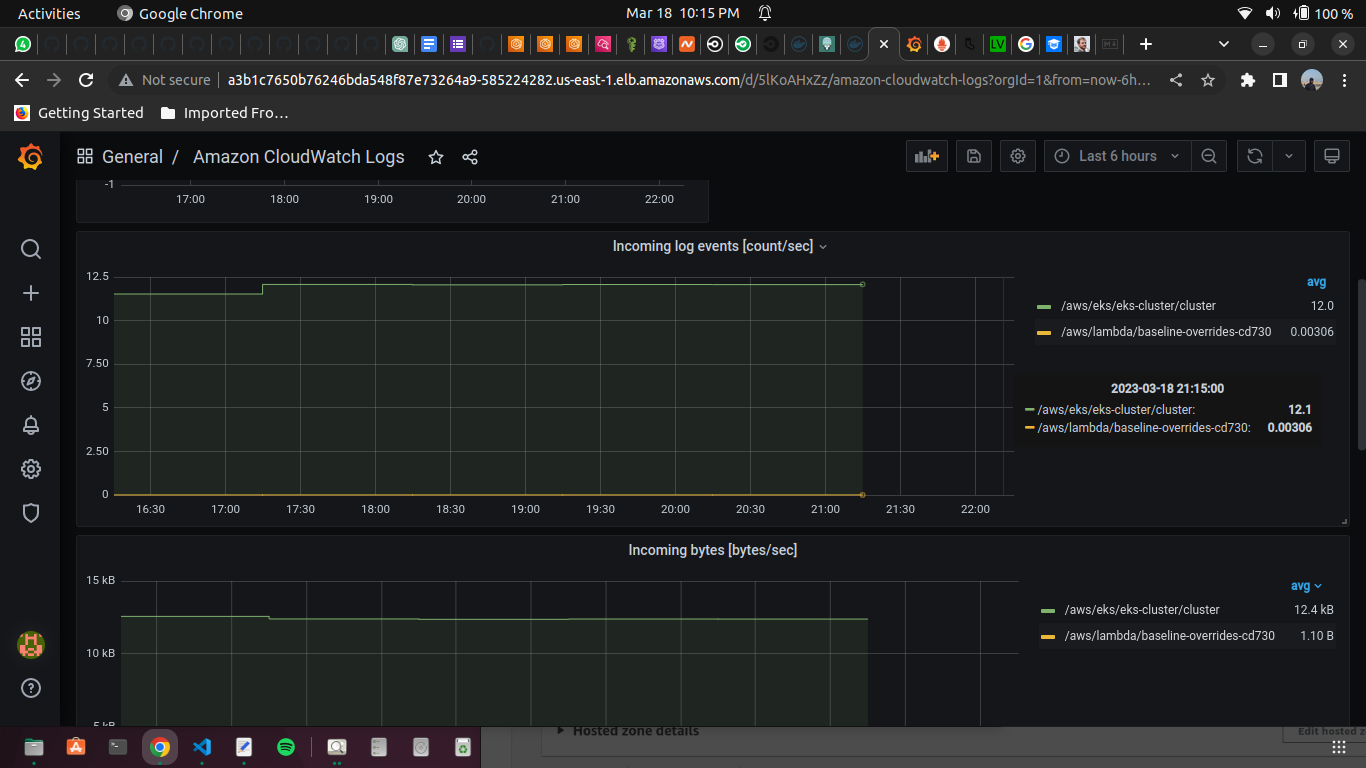 Activities
Google Chrome
Mar 18 10:15 PM
100 %
4
LV
Not secure
a3b1c7650b76246bda548f87e73264a9-585224282.us-east-1.elb.amazonaws.com/d/5lKoAHxZz/amazon-cloudwatch-logs?orgId=1&from=now-6h…
Getting Started
Imported Fro…
General / Amazon CloudWatch Logs
Last 6 hours
-1
17:00 18:00 19:00 20:00 21:00 22:00
Incoming log events [count/sec]
12.5
10
7.50
5
2.50
0
16:30 17:00 17:30 18:00 18:30 19:00 19:30 20:00 20:30 21:00 21:30 22:00
avg
/aws/eks/eks-cluster/cluster 12.0
/aws/lambda/baseline-overrides-cd730 0.00306
2023-03-18 21:15:00
/aws/eks/eks-cluster/cluster: 12.1
/aws/lambda/baseline-overrides-cd730: 0.00306
Incoming bytes [bytes/sec]
15 kB
10 kB
5 kB
avg
/aws/eks/eks-cluster/cluster 12.4 kB
/aws/lambda/baseline-overrides-cd730 1.10 B
Hosted zone details
Edit hosted z